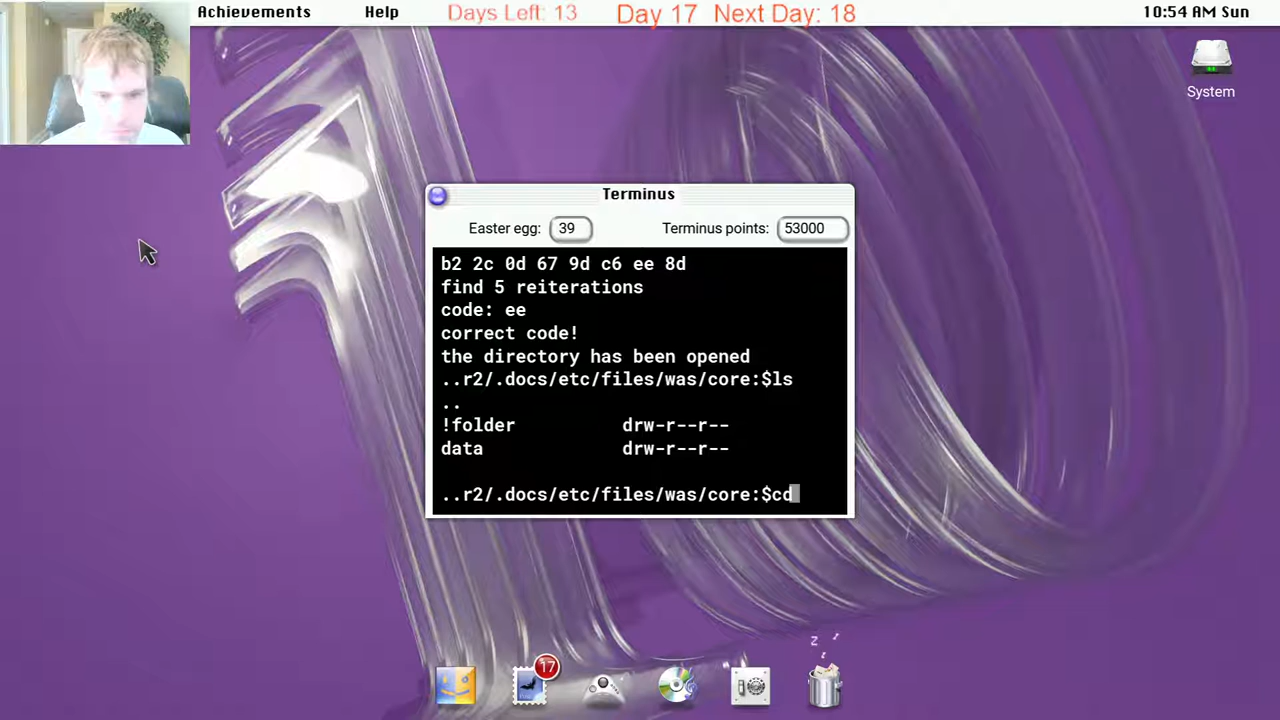 Achievements Help Days Left: 13 Day 17 Next Day: 18 10:54 AM Sun
System
Terminus
Easter egg: 39 Terminus points: 53000
b2 2c 0d 67 9d c6 ee 8d
find 5 reiterations
code: ee
correct code!
the directory has been opened
..r2/.docs/etc/files/was/core:$ls
..
!folder drw-r--r--
data drw-r--r--
..r2/.docs/etc/files/was/core:$cd
z z
z
17